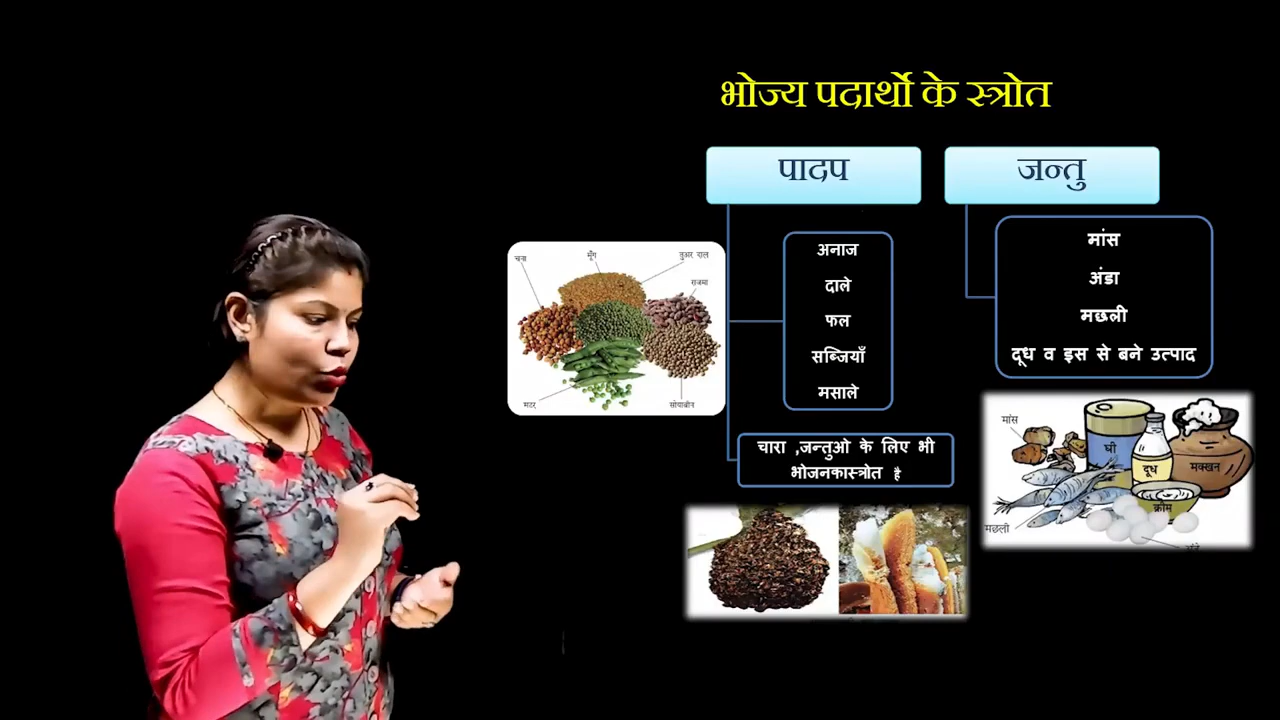 भोज्य पदार्थो के स्त्रोत
पादप
जन्तु
अनाज
दाले
फल
सब्जियाँ
मसाले
मांस
अंडा
मछली
दूध व इस से बने उत्पाद
चना
मूँग
तुअर दाल
राजमा
मटर
सोयाबीन
चारा ,जन्तुओ के लिए भी
भोजनकास्त्रोत है
मांस
घी
दूध
मक्खन
क्रीम
मछली